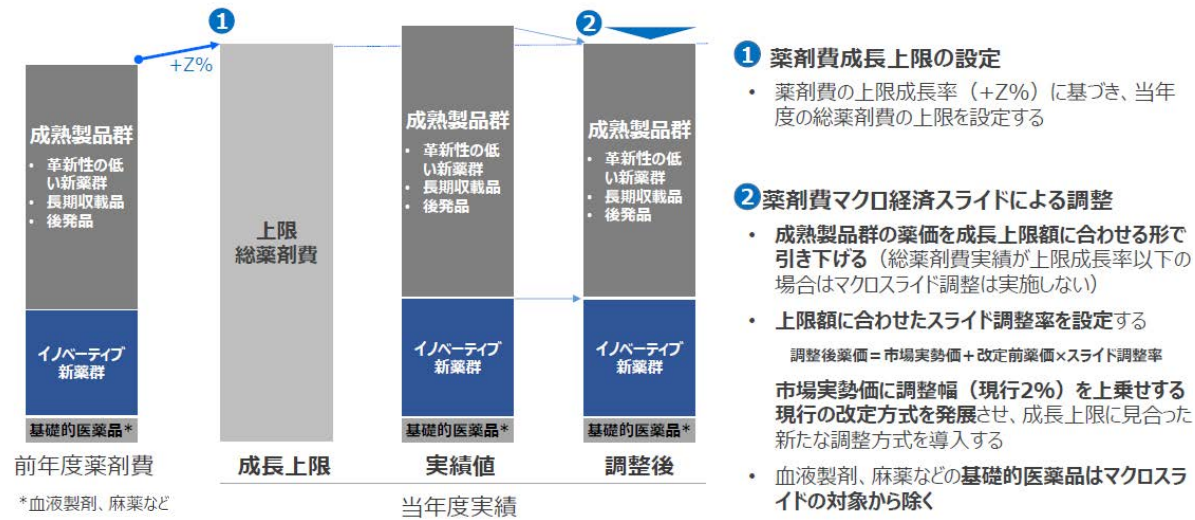 1
2
+Z%
成熟製品群
• 革新性の低
い新薬群
• 長期収載品
• 後発品
イノベーティブ
新薬群
基礎的医薬品*
前年度薬剤費
*血液製剤、麻薬など
上限
総薬剤費
成長上限
成熟製品群
• 革新性の低
い新薬群
• 長期収載品
• 後発品
イノベーティブ
新薬群
基礎的医薬品*
実績値
成熟製品群
• 革新性の低
い新薬群
• 長期収載品
• 後発品
イノベーティブ
新薬群
基礎的医薬品*
調整後
当年度実績
1 薬剤費成長上限の設定
• 薬剤費の上限成長率（+Z%）に基づき、当年
度の総薬剤費の上限を設定する
2 薬剤費マクロ経済スライドによる調整
• 成熟製品群の薬価を成長上限額に合わせる形で
引き下げる（総薬剤費実績が上限成長率以下の
場合はマクロスライド調整は実施しない）
• 上限額に合わせたスライド調整率を設定する
調整後薬価＝市場実勢価＋改定前薬価×スライド調整率
市場実勢価に調整幅（現行2%）を上乗せする
現行の改定方式を発展させ、成長上限に見合った
新たな調整方式を導入する
• 血液製剤、麻薬などの基礎的医薬品はマクロスラ
イドの対象から除く